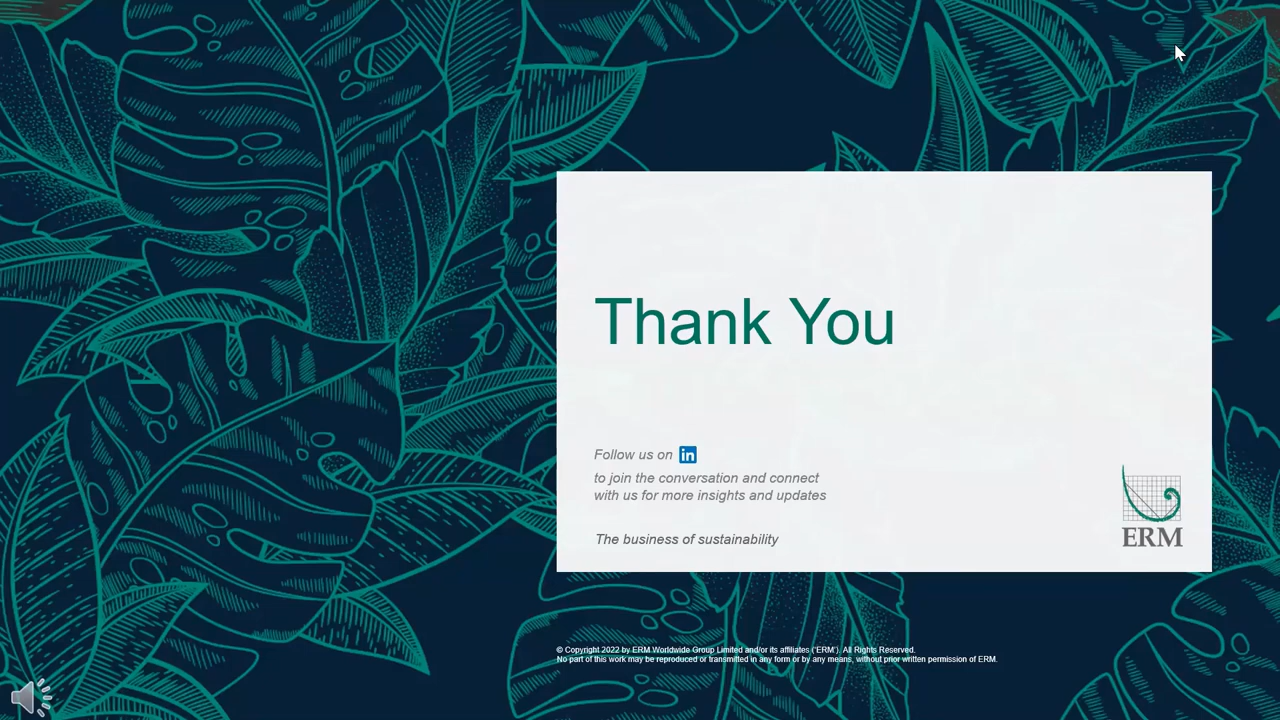 Thank You
Follow us on in
to join the conversation and connect
with us for more insights and updates
The business of sustainability
ERM
© Copyright 2022 by ERM Worldwide Group Limited and/or its affiliates ('ERM'). All Rights Reserved.
No part of this work may be reproduced or transmitted in any form or by any means, without prior written permission of ERM.